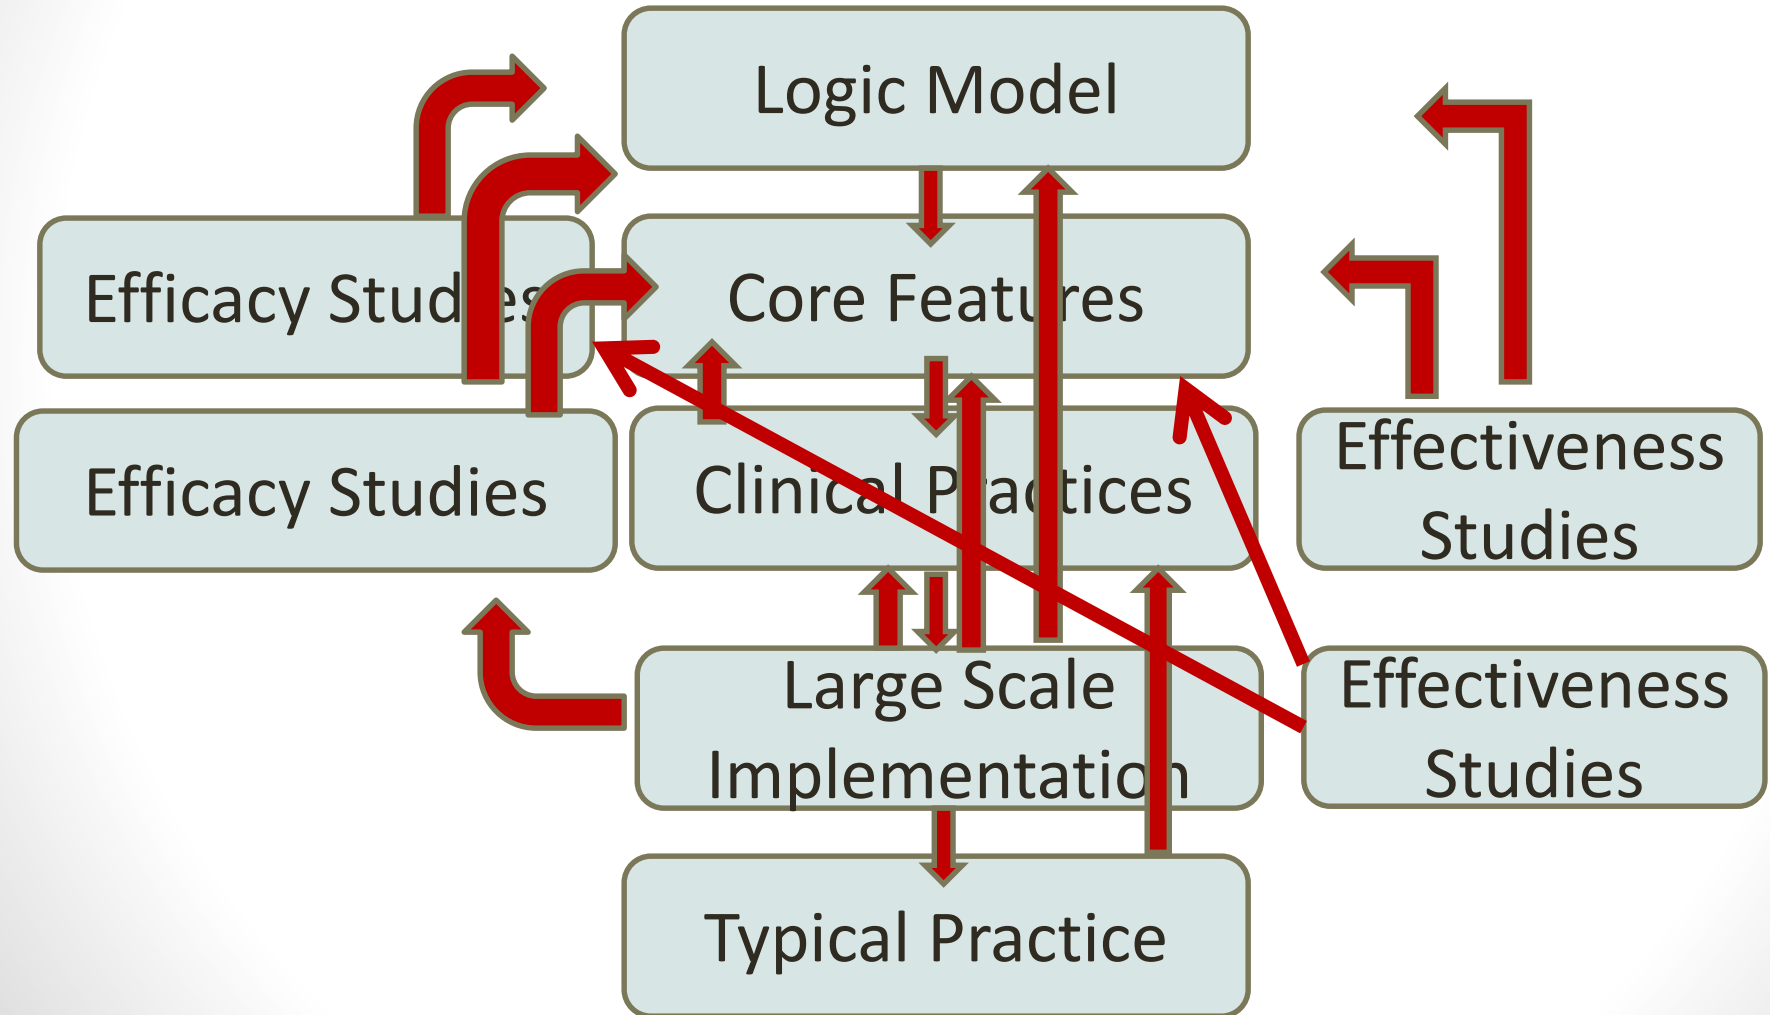 Logic Model
Efficacy Studies
Core Features
Efficacy Studies
Clinical Practices
Effectiveness
Studies
Large Scale
Implementation
Effectiveness
Studies
Typical Practice